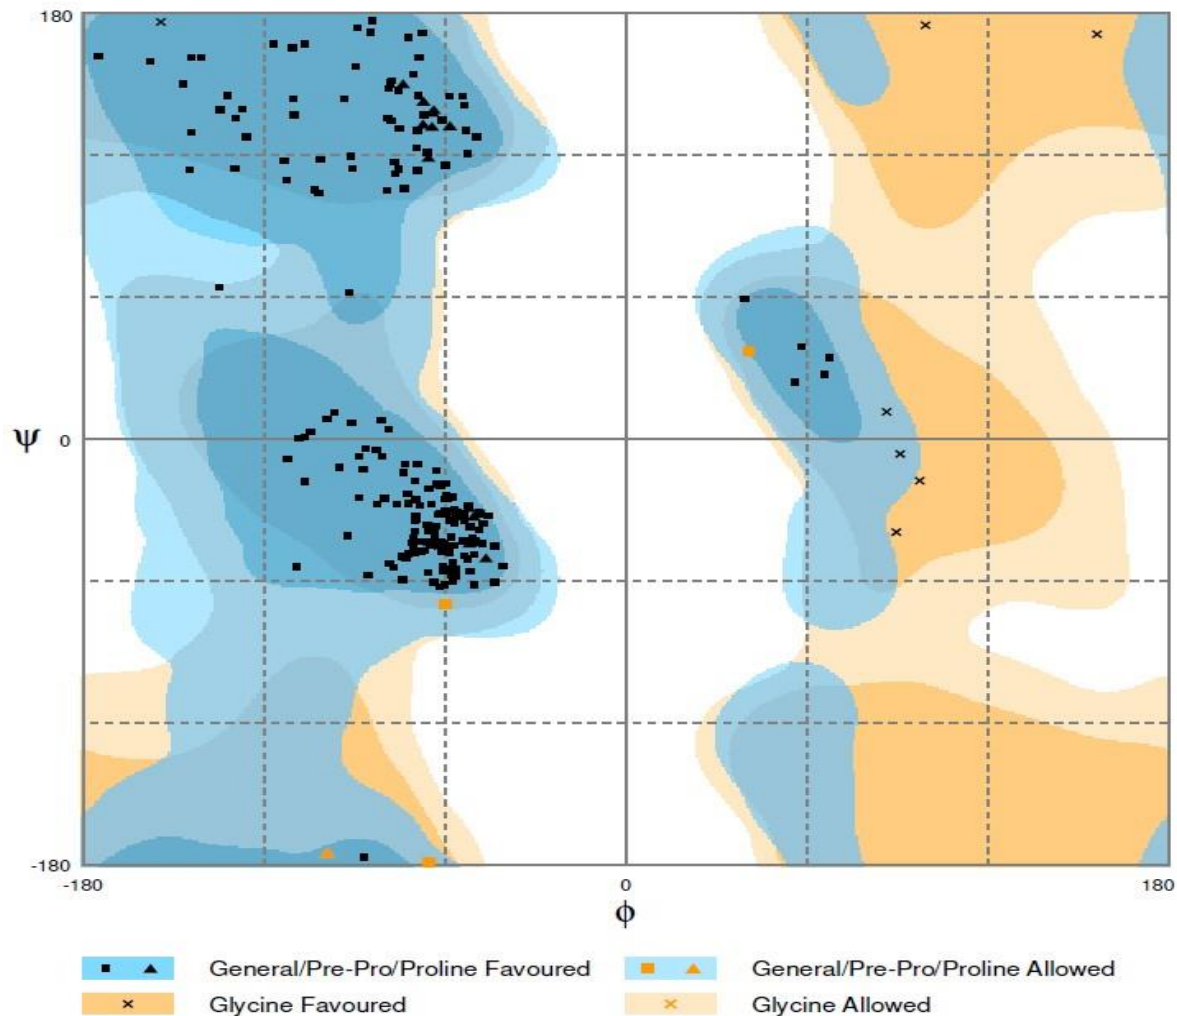 180
Ψ 0
-180
-180 0 180
ϕ
General/Pre-Pro/Proline Favoured General/Pre-Pro/Proline Allowed
Glycine Favoured Glycine Allowed